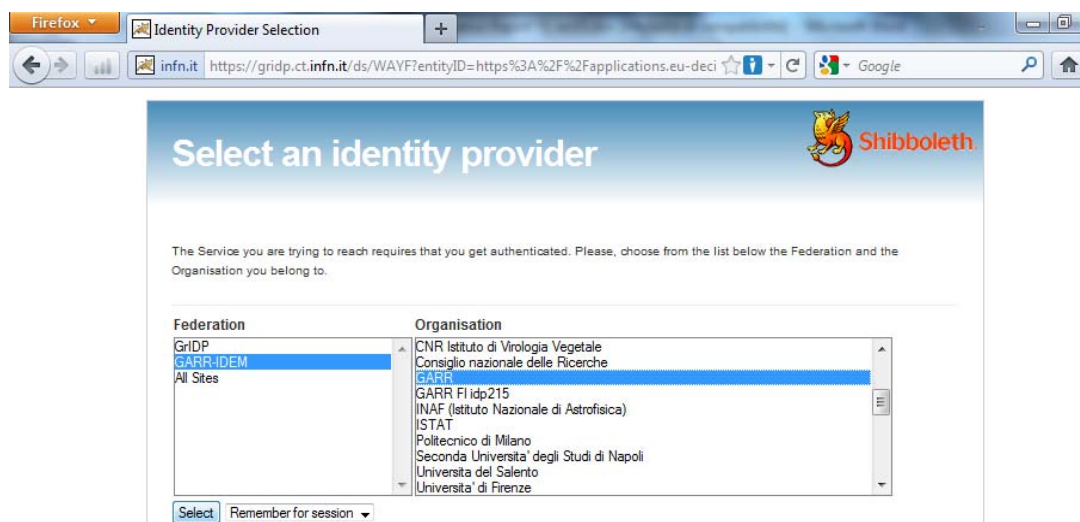 Firefox
Identity Provider Selection
+
infn.it https://gridp.ct.infn.it/ds/WAYF?entityID=https%3A%2F%2Fapplications.eu-deci
Google
Select an identity provider
Shibboleth.
The Service you are trying to reach requires that you get authenticated. Please, choose from the list below the Federation and the
Organisation you belong to.
Federation
Organisation
GrIDP
GARR-IDEM
All Sites
CNR Istituto di Virologia Vegetale
Consiglio nazionale delle Ricerche
GARR
GARR FI idp215
INAF (Istituto Nazionale di Astrofisica)
ISTAT
Politecnico di Milano
Seconda Universita' degli Studi di Napoli
Universita del Salento
Universita' di Firenze
Select Remember for session